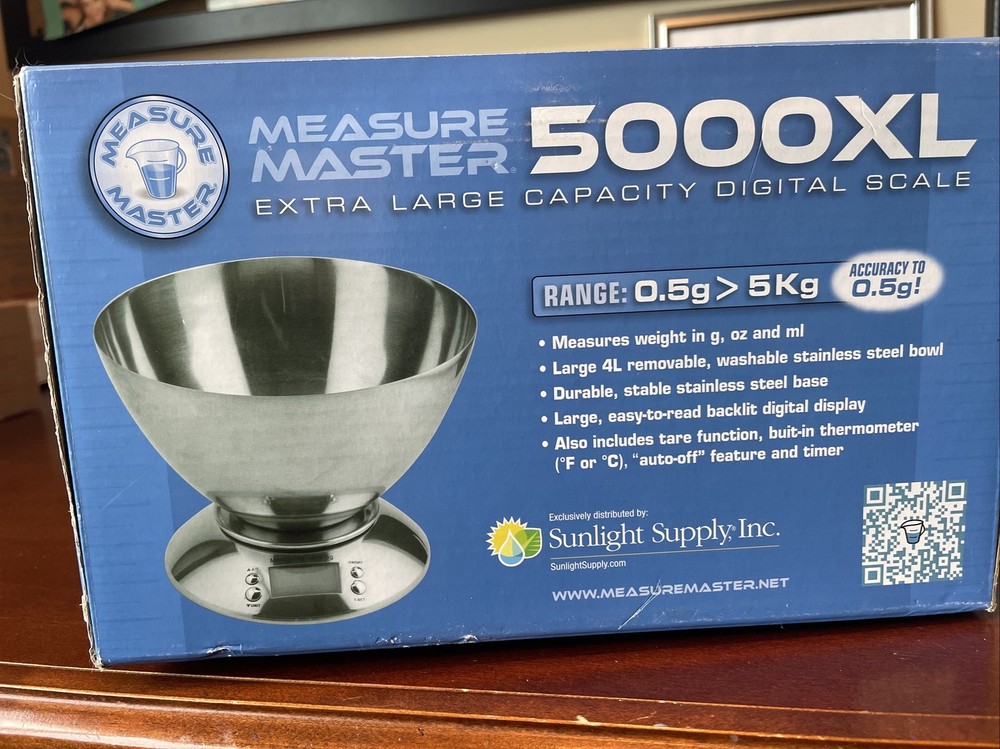 MEASURE
MASTER
MEASURE
MASTER®
5000XL
EXTRA LARGE CAPACITY DIGITAL SCALE
RANGE: 0.5g > 5Kg
ACCURACY TO
0.5g!
• Measures weight in g, oz and ml
• Large 4L removable, washable stainless steel bowl
• Durable, stable stainless steel base
• Large, easy-to-read backlit digital display
• Also includes tare function, buit-in thermometer
(°F or °C), “auto-off” feature and timer
Exclusively distributed by:
Sunlight Supply,® Inc.
SunlightSupply.com
WWW.MEASUREMASTER.NET